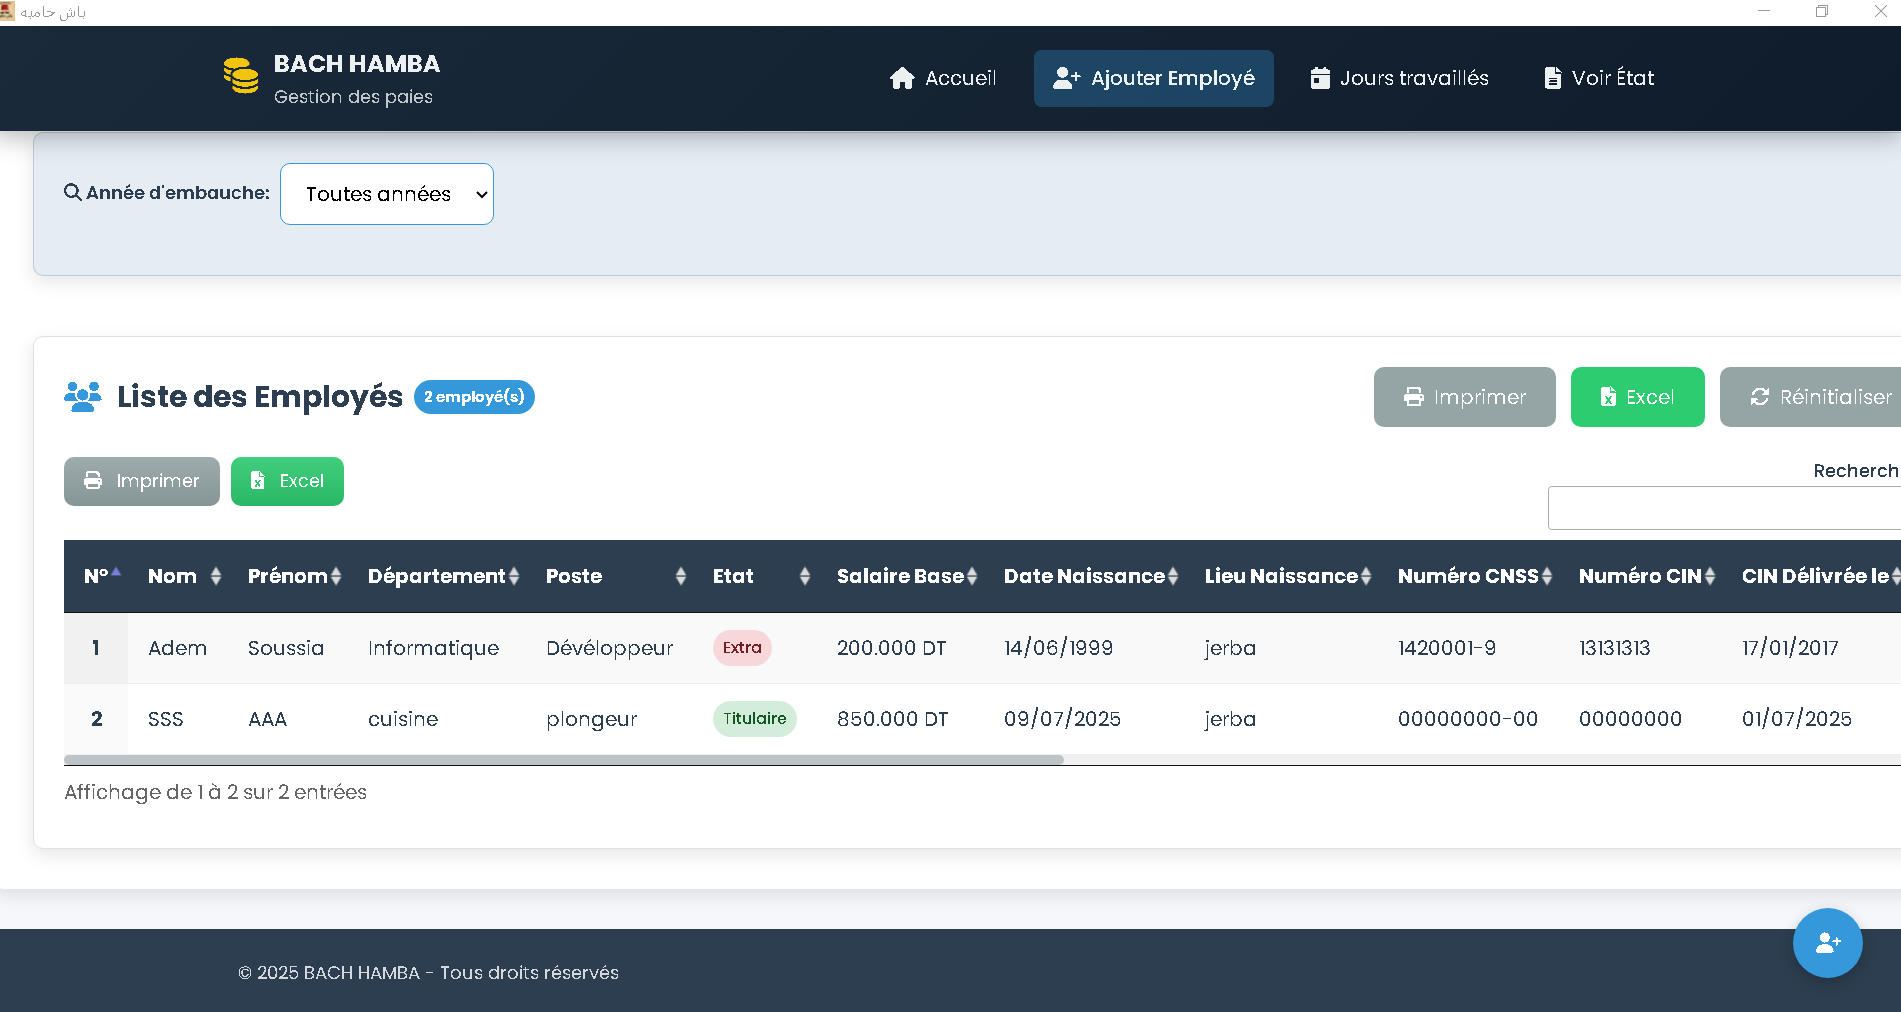 باش حامبه
BACH HAMBA
Gestion des paies
Accueil
Ajouter Employé
Jours travaillés
Voir État
Année d'embauche:
Toutes années
Liste des Employés
2 employé(s)
Imprimer
Excel
Réinitialiser
Imprimer
Excel
Recherch
N° Nom Prénom Département Poste Etat Salaire Base Date Naissance Lieu Naissance Numéro CNSS Numéro CIN CIN Délivrée le
1 Adem Soussia Informatique Dévéloppeur Extra 200.000 DT 14/06/1999 jerba 1420001-9 13131313 17/01/2017
2 SSS AAA cuisine plongeur Titulaire 850.000 DT 09/07/2025 jerba 00000000-00 00000000 01/07/2025
Affichage de 1 à 2 sur 2 entrées
© 2025 BACH HAMBA - Tous droits réservés